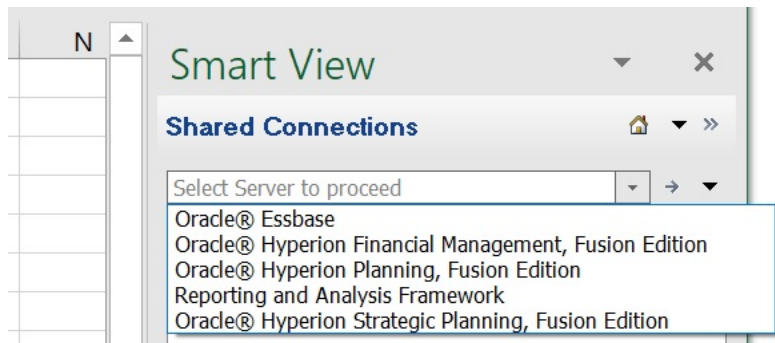 N
Smart View
Shared Connections
Select Server to proceed
Oracle® Essbase
Oracle® Hyperion Financial Management, Fusion Edition
Oracle® Hyperion Planning, Fusion Edition
Reporting and Analysis Framework
Oracle® Hyperion Strategic Planning, Fusion Edition